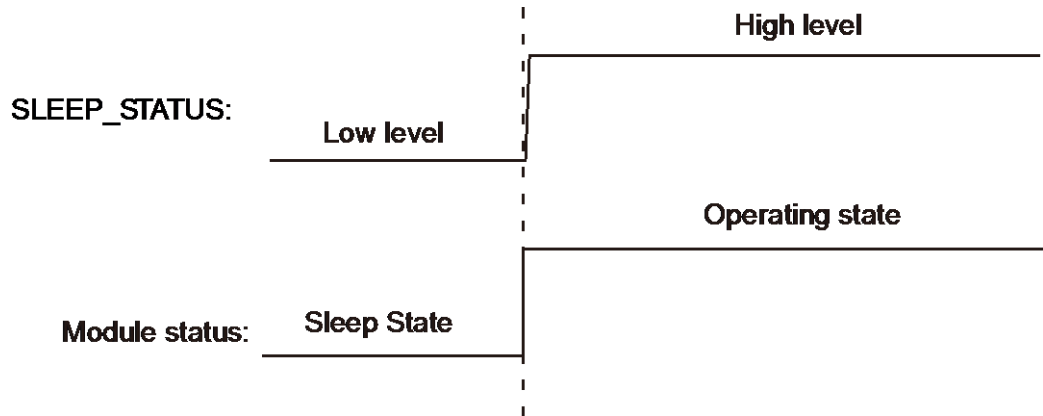 High level
SLEEP_STATUS:
Low level
Operating state
Sleep State
Module status: